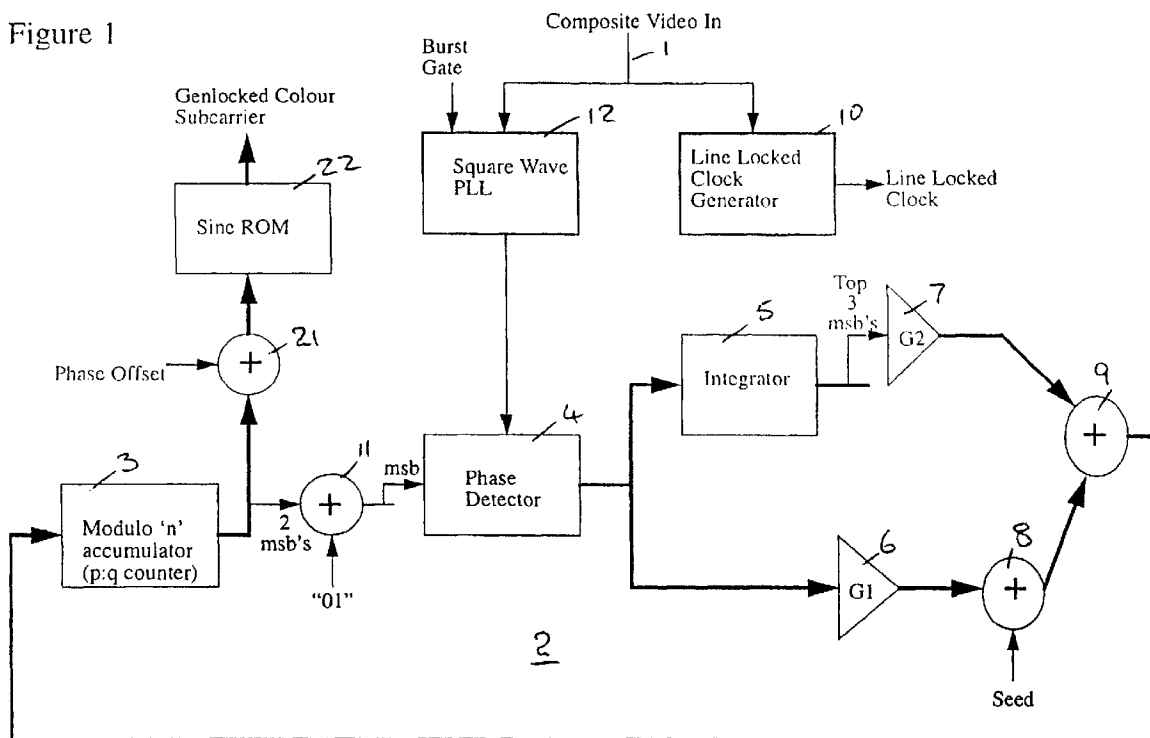 Figure 1
Composite Video In
1
Burst
Gate
Genlocked Colour
Subcarrier
12
10
22
Square Wave
PLL
Line Locked
Clock
Generator
Line Locked
Clock
Sine ROM
Top
3
msb's
7
G2
5
21
+
Phase Offset
Integrator
9
+
4
3
11
msb
+
2
msb's
Phase
Detector
Modulo 'n'
accumulator
(p:q counter)
6
8
G1
+
"01"
2
Seed